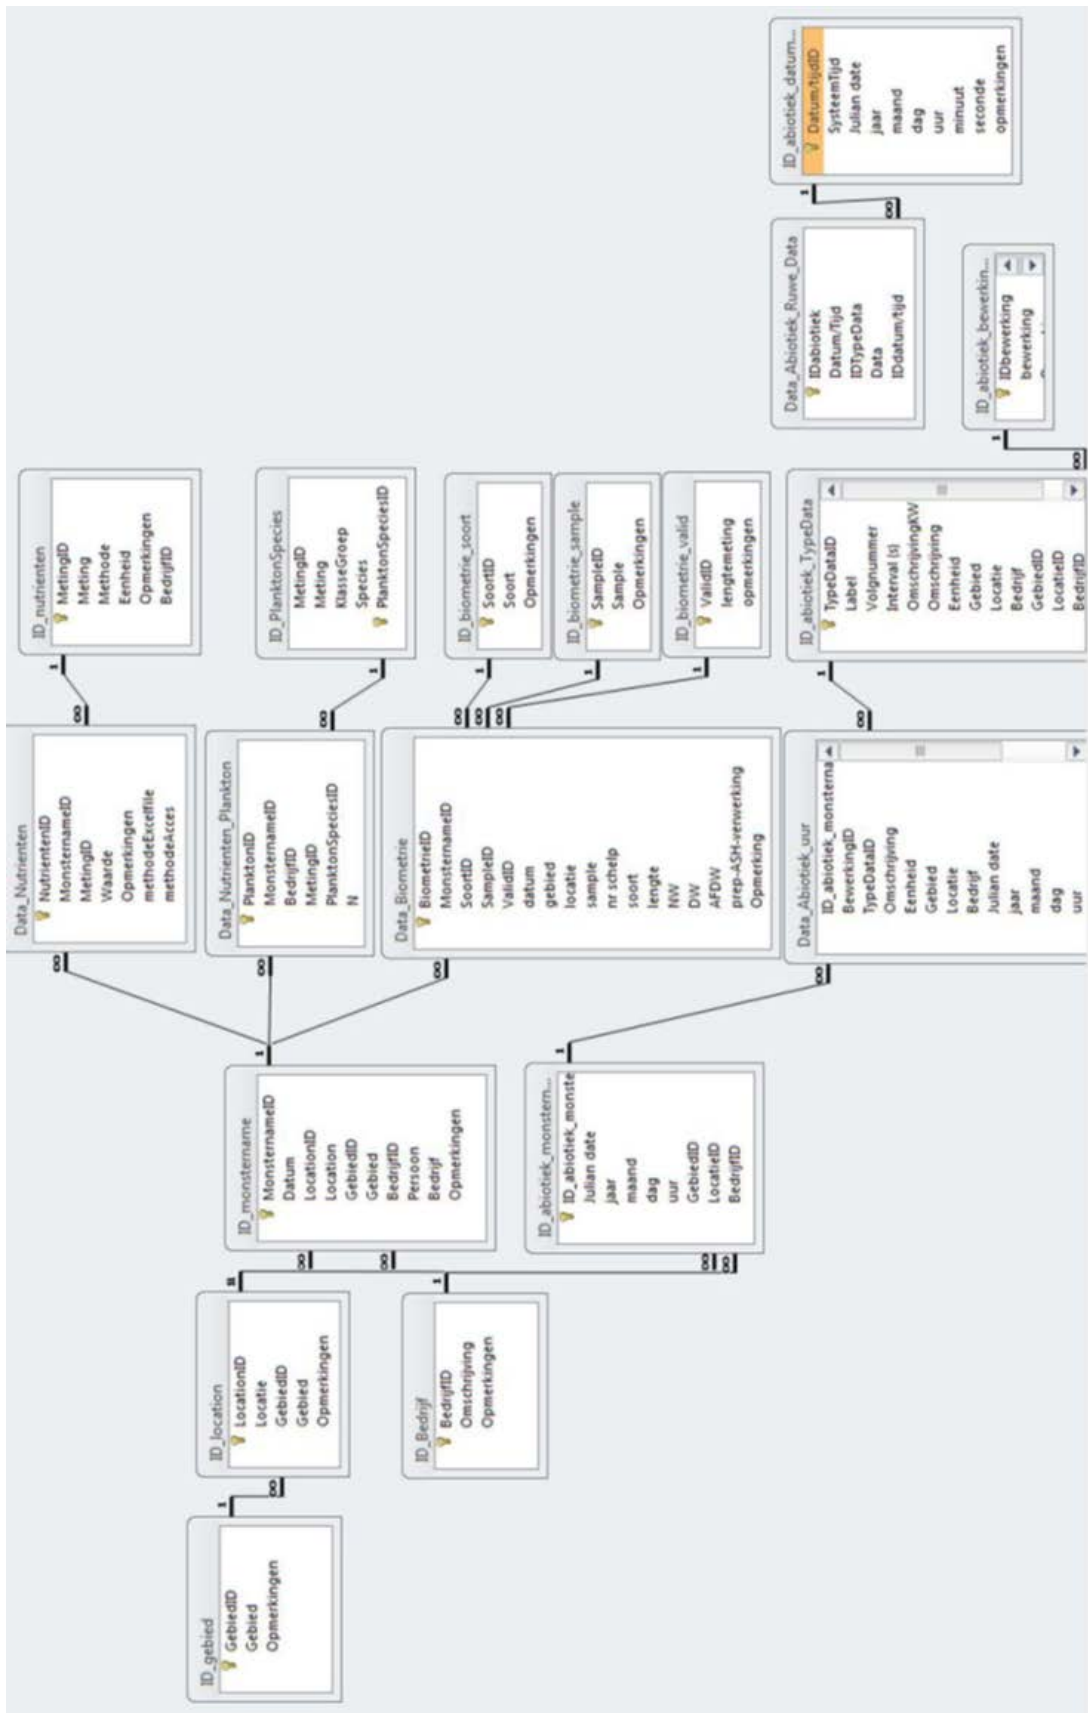 ID_gebied
GebiedID
Gebied
Opmerkingen
ID_location
LocationID
Locatie
GebiedID
Gebied
Opmerkingen
ID_Bedrijf
BedrijfID
Omschrijving
Opmerkingen
ID_monstername
MonsternameID
Datum
LocationID
Location
GebiedID
Gebied
BedrijfID
Persoon
Bedrijf
Opmerkingen
ID_abiotiek_monstern...
ID_abiotiek_monste
Julian date
jaar
maand
dag
uur
GebiedID
LocatieID
BedrijfID
Data_Nutrienten
NutrientenID
MonsternameID
MetingID
Waarde
Opmerkingen
methodeExcelfile
methodeAcces
Data_Nutrienten_Plankton
PlanktonID
MonsternameID
BedrijfID
MetingID
PlanktonSpeciesID
N
Data_Biometrie
BiometrieID
MonsternameID
SoortID
SampleID
ValidID
datum
gebied
locatie
sample
nr schelp
soort
lengte
NW
DW
AFDW
prep-ASH-verwerking
Opmerking
Data_Abiotiek_uur
ID_abiotiek_monsterna
BewerkingID
TypeDataID
Omschrijving
Eenheid
Gebied
Locatie
Bedrijf
Julian date
jaar
maand
dag
uur
ID_nutrienten
MetingID
Meting
Methode
Eenheid
Opmerkingen
BedrijfID
ID_PlanktonSpecies
MetingID
Meting
KlasseGroep
Species
PlanktonSpeciesID
ID_biometrie_soort
SoortID
Soort
Opmerkingen
ID_biometrie_sample
SampleID
Sample
Opmerkingen
ID_biometrie_valid
ValidID
lengtemeting
opmerkingen
ID_abiotiek_TypeData
TypeDataID
Label
Volgnummer
Interval (s)
OmschrijvingKW
Omschrijving
Eenheid
Gebied
Locatie
Bedrijf
GebiedID
LocatieID
BedrijfID
Data_Abiotiek_Ruwe_Data
IDabiotiek
Datum/Tijd
IDTypeData
Data
IDdatum/tijd
ID_abiotiek_bewerkin...
IDbewerking
bewerking
ID_abiotiek_datum...
Datum/tijdID
SysteemTijd
Julian date
jaar
maand
dag
uur
minuut
seconde
opmerkingen